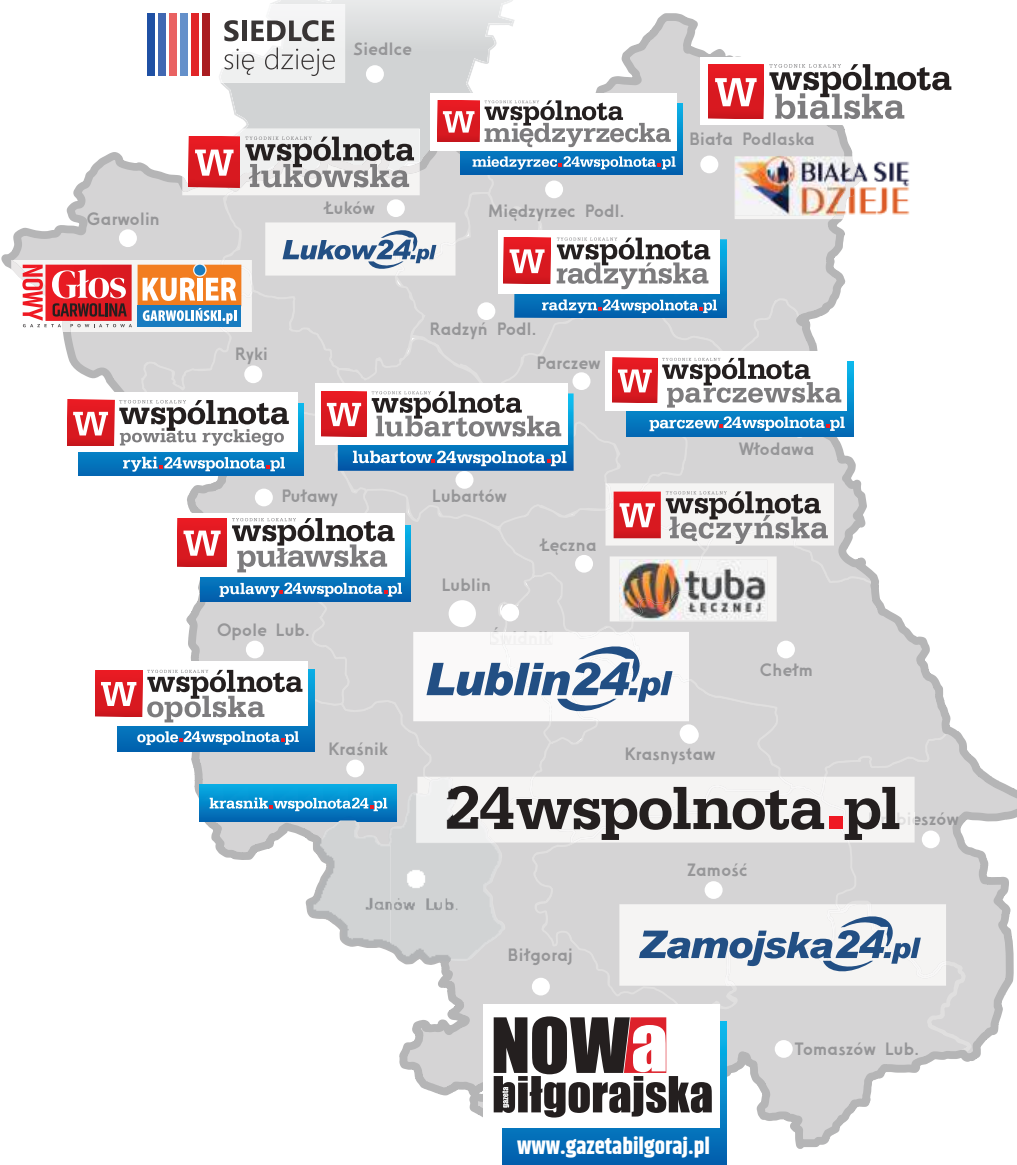 SIEDLCE
się dzieje
Siedlce
TYGODNIK LOKALNY
W wspólnota
bialska
TYGODNIK LOKALNY
W wspólnota
międzyrzecka
miedzyrzec.24wspolnota.pl
Biała Podlaska
TYGODNIK LOKALNY
W wspólnota
łukowska
BIAŁA SIĘ
DZIEJE
Łuków
Międzyrzec Podl.
Garwolin
Lukow24.pl
TYGODNIK LOKALNY
W wspólnota
radzyńska
radzyn.24wspolnota.pl
NOWY
Głos
GARWOLINA
GAZETA POWIATOWA
KURIER
GARWOLIŃSKI.pl
Radzyń Podl.
Ryki
Parczew
TYGODNIK LOKALNY
W wspólnota
parczewska
parczew.24wspolnota.pl
TYGODNIK LOKALNY
W wspólnota
powiatu ryckiego
ryki.24wspolnota.pl
TYGODNIK LOKALNY
W wspólnota
lubartowska
lubartow.24wspolnota.pl
Włodawa
Puławy
Lubartów
TYGODNIK LOKALNY
W wspólnota
łęczyńska
TYGODNIK LOKALNY
W wspólnota
puławska
pulawy.24wspolnota.pl
Łęczna
tuba
ŁĘCZNEJ
Lublin
Opole Lub.
Świdnik
Lublin24.pl
Chełm
TYGODNIK LOKALNY
W wspólnota
opolska
opole.24wspolnota.pl
Kraśnik
Krasnystaw
krasnik.wspolnota24.pl
24wspolnota.pl
bieszów
Zamość
Janów Lub.
Zamojska24.pl
Biłgoraj
NOWa
gazeta
biłgorajska
www.gazetabilgoraj.pl
Tomaszów Lub.